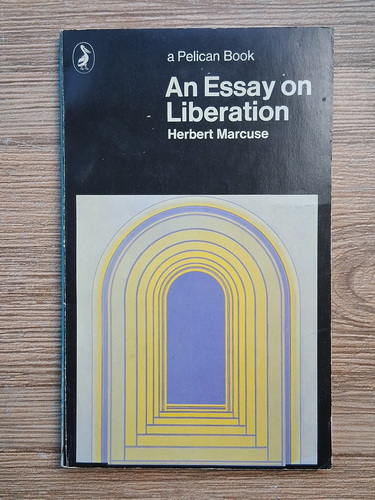 a Pelican Book
An Essay on
Liberation
Herbert Marcuse